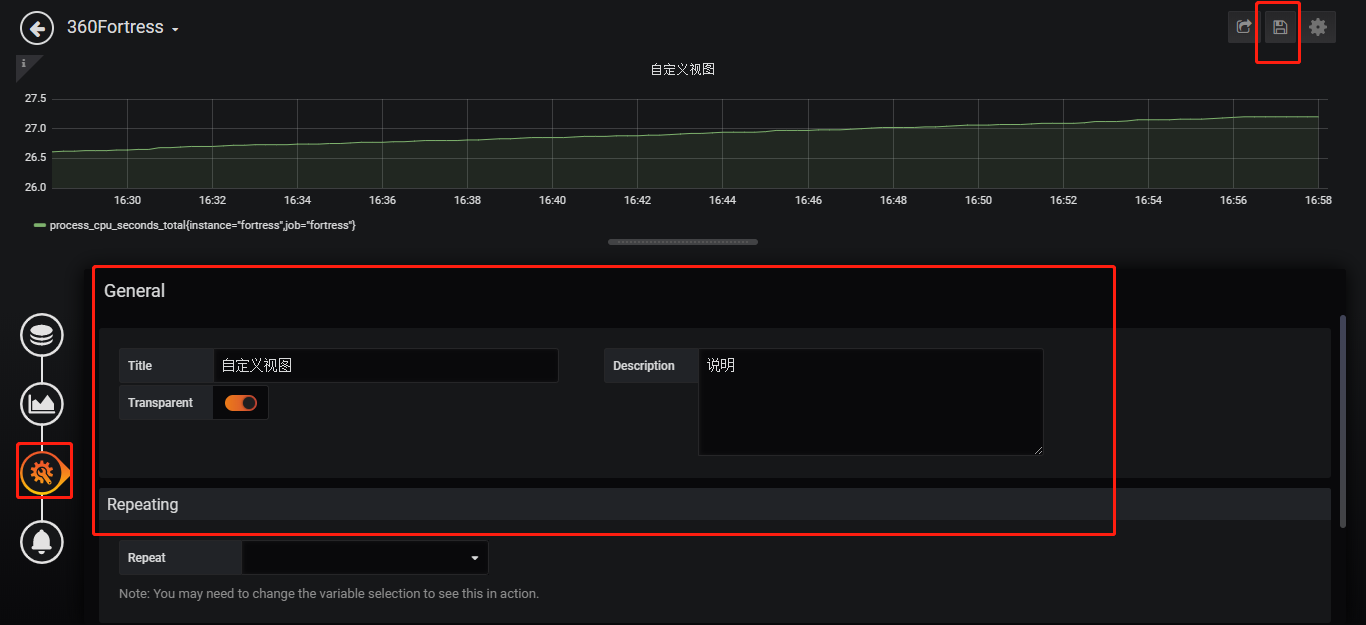 360Fortress
i
自定义视图
27.5
27.0
26.5
26.0
16:30 16:32 16:34 16:36 16:38 16:40 16:42 16:44 16:46 16:48 16:50 16:52 16:54 16:56 16:58
process_cpu_seconds_total{instance="fortress",job="fortress"}
General
Title 自定义视图 Description 说明
Transparent
Repeating
Repeat
Note: You may need to change the variable selection to see this in action.